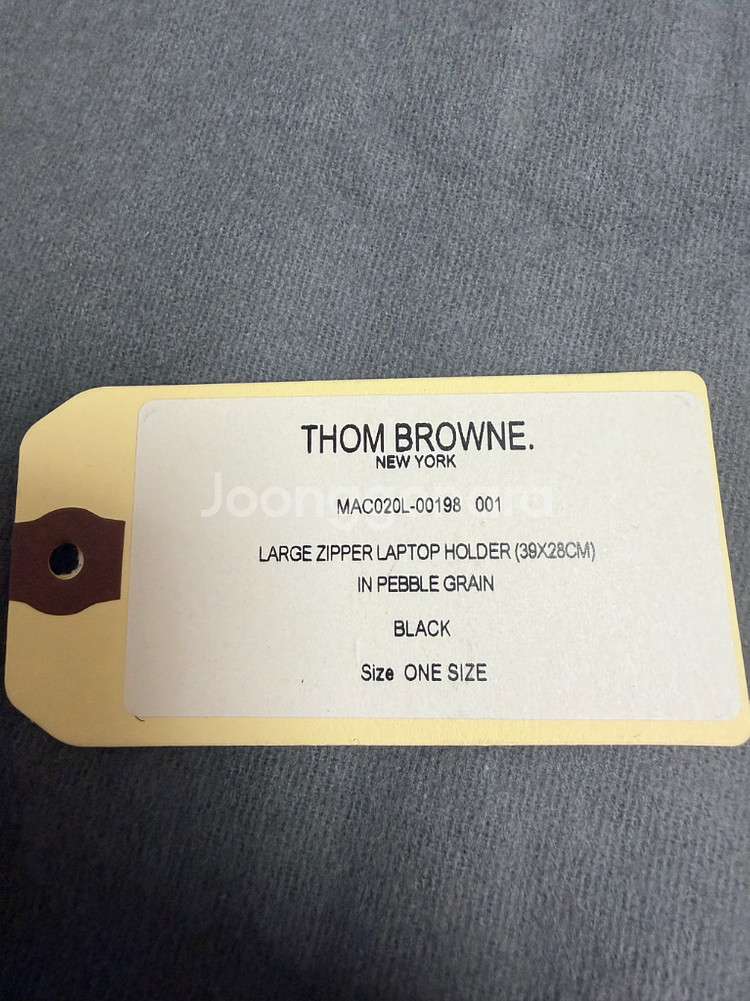 THOM BROWNE.
NEW YORK
MAC020L-00198 001
Joonggonara
LARGE ZIPPER LAPTOP HOLDER (39X28CM)
IN PEBBLE GRAIN
BLACK
Size ONE SIZE